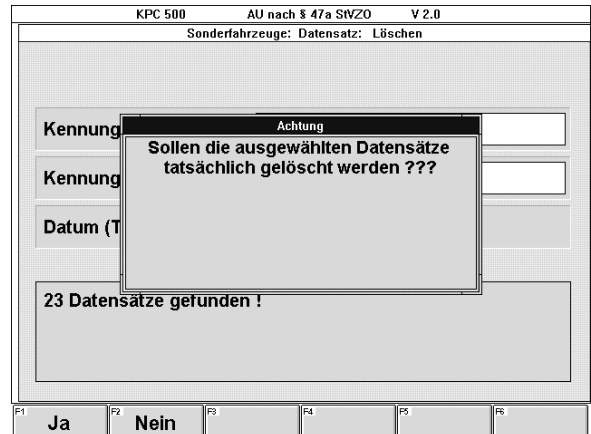 KPC 500 AU nach § 47a StVZO V 2.0
Sonderfahrzeuge: Datensatz: Löschen
Kennung
Achtung
Sollen die ausgewählten Datensätze
tatsächlich gelöscht werden ???
Kennung
Datum (T
23 Datensätze gefunden !
F1 Ja F2 Nein F3 F4 F5 F6